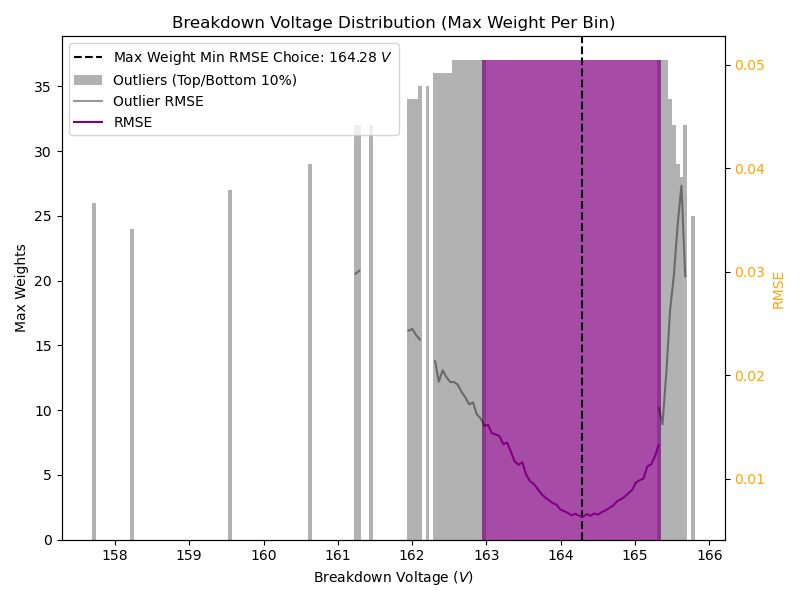 Breakdown Voltage Distribution (Max Weight Per Bin)
Max Weight Min RMSE Choice: 164.28 V
Outliers (Top/Bottom 10%)
Outlier RMSE
RMSE
Max Weights
35
30
25
20
15
10
5
0
0.05
0.04
0.03
0.02
0.01
RMSE
158 159 160 161 162 163 164 165 166
Breakdown Voltage (V)